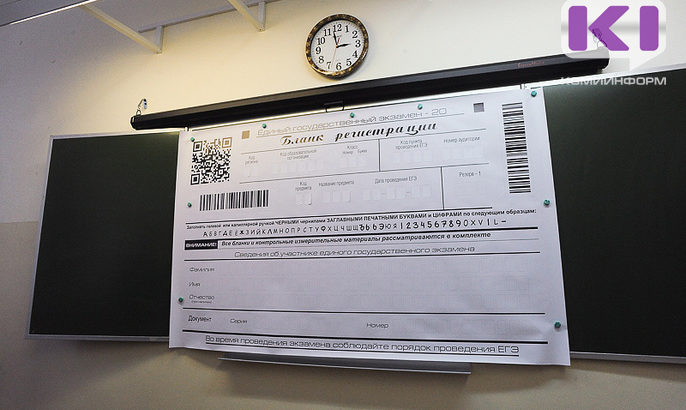 KI
КОМИИНФОРМ
Единый государственный экзамен - 20
Бланк регистрации
Код региона
Код образовательной организации
Класс
Номер Буква
Код пункта проведения ЕГЭ
Номер аудитории
Код предмета
Название предмета
Дата проведения ЕГЭ
Резерв - 1
Заполнять гелевой или капиллярной ручкой ЧЕРНЫМИ чернилами ЗАГЛАВНЫМИ ПЕЧАТНЫМИ БУКВАМИ и ЦИФРАМИ по следующим образцам:
АБВГДЕЁЖЗИЙКЛМНОПРСТУФХЦЧШЩЪЫЬЭЮЯ1234567890XVIL-
ВНИМАНИЕ! Все бланки и контрольные измерительные материалы рассматриваются в комплекте
Сведения об участнике единого государственного экзамена
Фамилия
Имя
Отчество
Документ Серия Номер
Во время проведения экзамена соблюдайте порядок проведения ЕГЭ